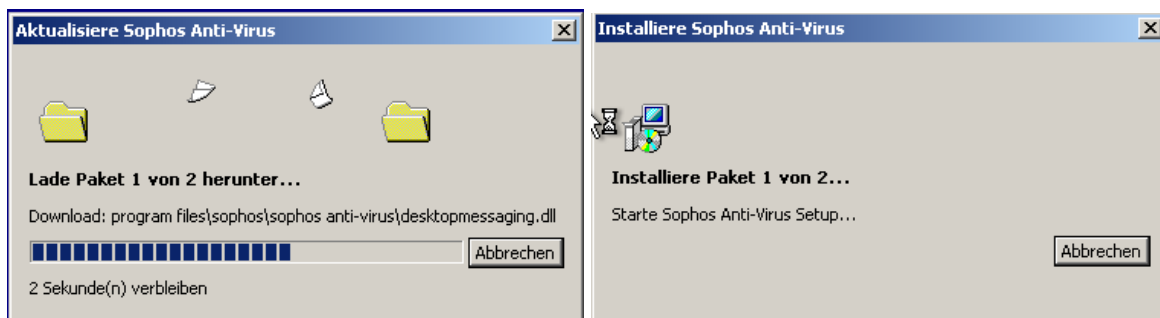 Aktualisiere Sophos Anti-Virus
Lade Paket 1 von 2 herunter...
Download: program files\sophos\sophos anti-virus\desktopmessaging.dll
Abbrechen
2 Sekunde(n) verbleiben
Installiere Sophos Anti-Virus
Installiere Paket 1 von 2...
Starte Sophos Anti-Virus Setup...
Abbrechen